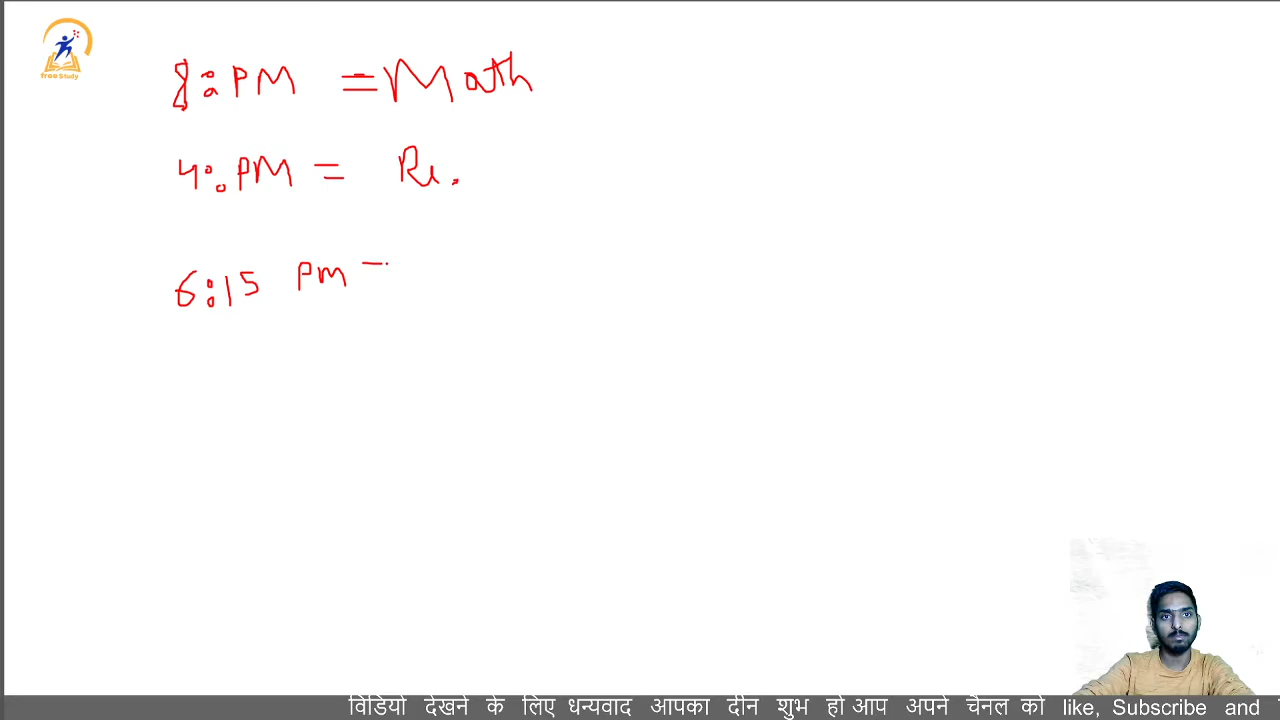 free study
8:PM = Math
4:PM = Re.
6:15 PM -
विडियो देखने के लिए धन्यवाद आपका दीन शुभ हो आप अपने चैनल को like, Subscribe and